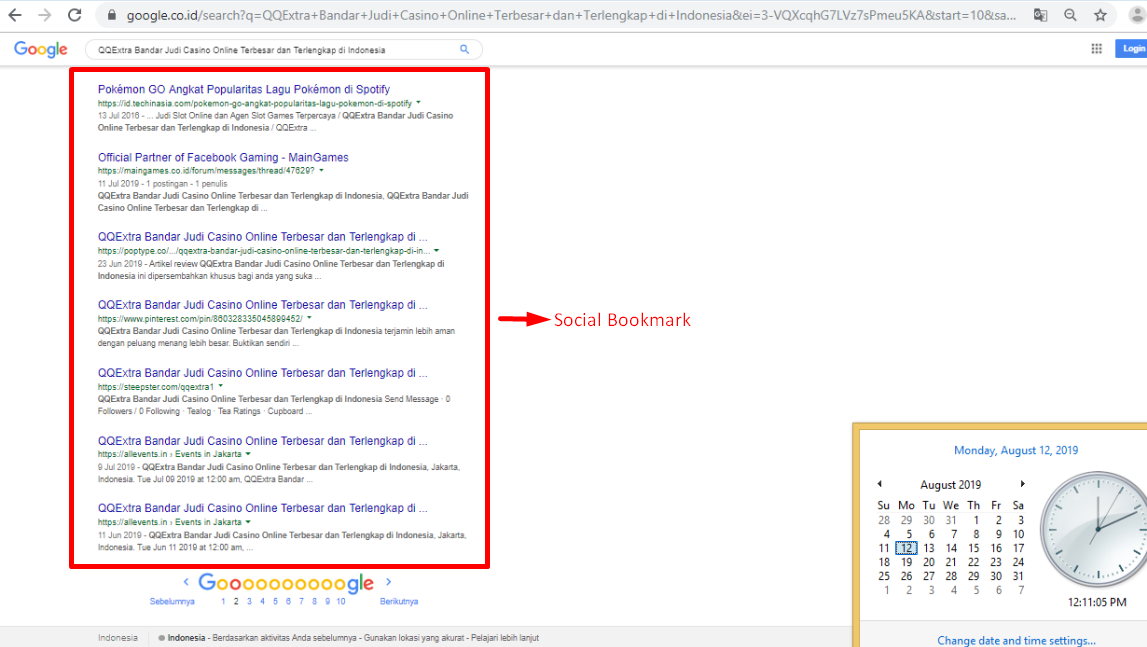 google.co.id/search?q=QQExtra+Bandar+Judi+Casino+Online+Terbesar+dan+Terlengkap+di+Indonesia&ei=3-VQXcqhG7LVz7sPmeu5KA&start=10&sa...
Google
QQExtra Bandar Judi Casino Online Terbesar dan Terlengkap di Indonesia
Login
Pokémon GO Angkat Popularitas Lagu Pokémon di Spotify
https://id.techinasia.com/pokemon-go-angkat-popularitas-lagu-pokemon-di-spotify
13 Jul 2016 - ... Judi Slot Online dan Agen Slot Games Terpercaya / QQExtra Bandar Judi Casino
Online Terbesar dan Terlengkap di Indonesia / QQExtra ...
Official Partner of Facebook Gaming - MainGames
https://maingames.co.id/forum/messages/thread/47629?
11 Jul 2019 - 1 postingan - 1 penulis
QQExtra Bandar Judi Casino Online Terbesar dan Terlengkap di Indonesia, QQExtra Bandar Judi
Casino Online Terbesar dan Terlengkap di ...
QQExtra Bandar Judi Casino Online Terbesar dan Terlengkap di ...
https://poptype.co/.../qqextra-bandar-judi-casino-online-terbesar-dan-terlengkap-di-in...
23 Jun 2019 - Artikel review QQExtra Bandar Judi Casino Online Terbesar dan Terlengkap di
Indonesia ini dipersembahkan khusus bagi anda yang suka ...
QQExtra Bandar Judi Casino Online Terbesar dan Terlengkap di ...
https://www.pinterest.com/pin/860328335045899452/
QQExtra Bandar Judi Casino Online Terbesar dan Terlengkap di Indonesia terjamin lebih aman
dengan peluang menang lebih besar. Buktikan sendiri ...
Social Bookmark
QQExtra Bandar Judi Casino Online Terbesar dan Terlengkap di ...
https://steepster.com/qqextra1
QQExtra Bandar Judi Casino Online Terbesar dan Terlengkap di Indonesia Send Message · 0
Followers / 0 Following · Tealog · Tea Ratings · Cupboard ...
QQExtra Bandar Judi Casino Online Terbesar dan Terlengkap di ...
https://allevents.in › Events in Jakarta
9 Jul 2019 - QQExtra Bandar Judi Casino Online Terbesar dan Terlengkap di Indonesia, Jakarta,
Indonesia. Tue Jul 09 2019 at 12:00 am, QQExtra Bandar ...
QQExtra Bandar Judi Casino Online Terbesar dan Terlengkap di ...
https://allevents.in › Events in Jakarta
11 Jun 2019 - QQExtra Bandar Judi Casino Online Terbesar dan Terlengkap di Indonesia, Jakarta,
Indonesia. Tue Jun 11 2019 at 12:00 am, ...
Goooooooooogle
Sebelumnya 1 2 3 4 5 6 7 8 9 10 Berikutnya
Indonesia Indonesia - Berdasarkan aktivitas Anda sebelumnya - Gunakan lokasi yang akurat - Pelajari lebih lanjut
Monday, August 12, 2019
August 2019
Su Mo Tu We Th Fr Sa
28 29 30 31 1 2 3
4 5 6 7 8 9 10
11 12 13 14 15 16 17
18 19 20 21 22 23 24
25 26 27 28 29 30 31
1 2 3 4 5 6 7
12:11:05 PM
Change date and time settings...